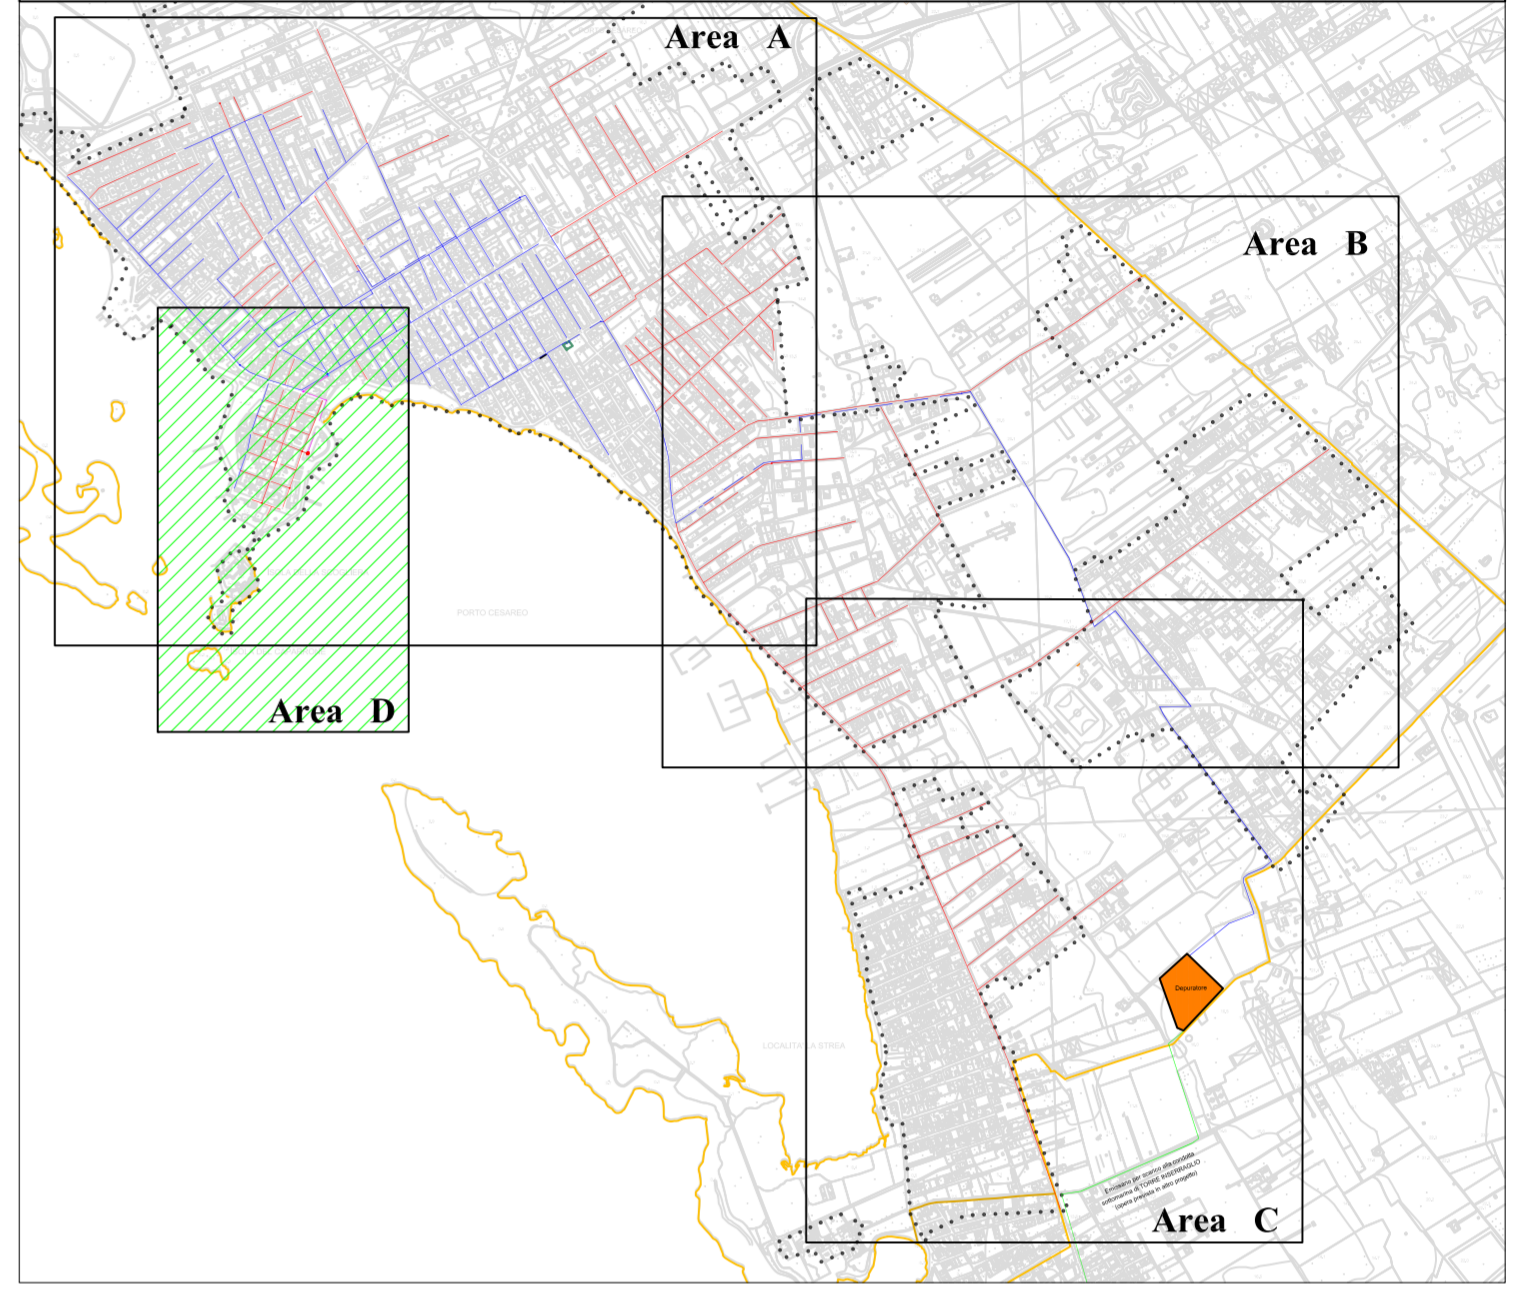 Area A
Area B
PORTO CESAREO
Area D
Depuratore
LOCALITA' LA STREA
Emissario per scarico alla condotta
sottomarina di TORRE INSERRAGLIO
(opera prevista in altro progetto)
Area C